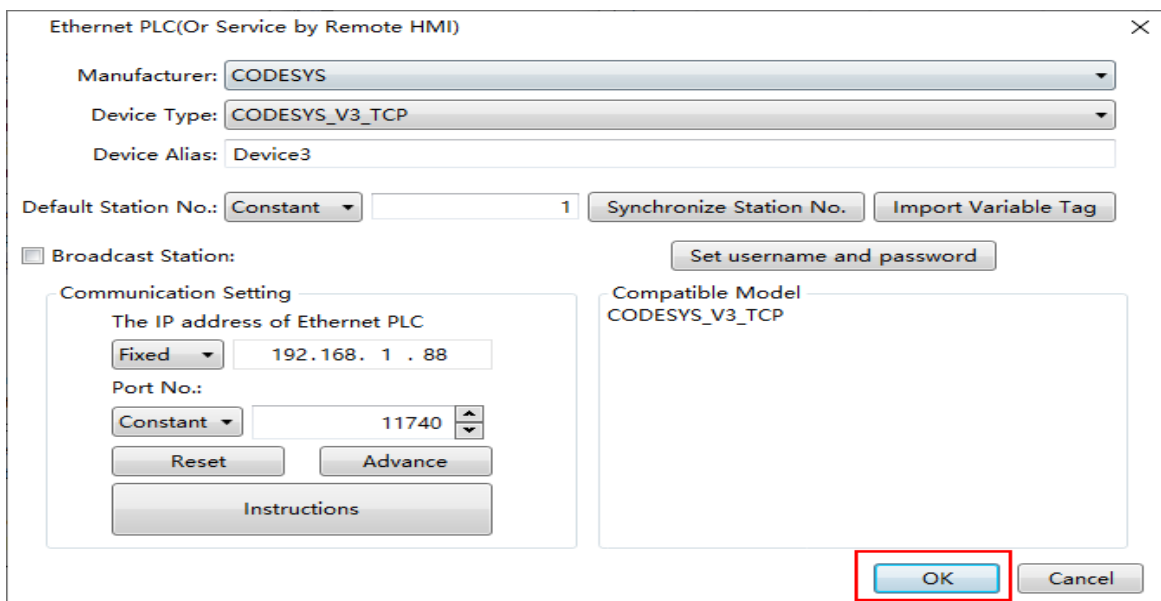 Ethernet PLC(Or Service by Remote HMI)
Manufacturer: CODESYS
Device Type: CODESYS_V3_TCP
Device Alias: Device3
Default Station No.: Constant 1 Synchronize Station No. Import Variable Tag
Broadcast Station: Set username and password
Communication Setting
The IP address of Ethernet PLC
Fixed 192.168. 1 . 88
Port No.:
Constant 11740
Reset Advance
Instructions
Compatible Model
CODESYS_V3_TCP
OK Cancel